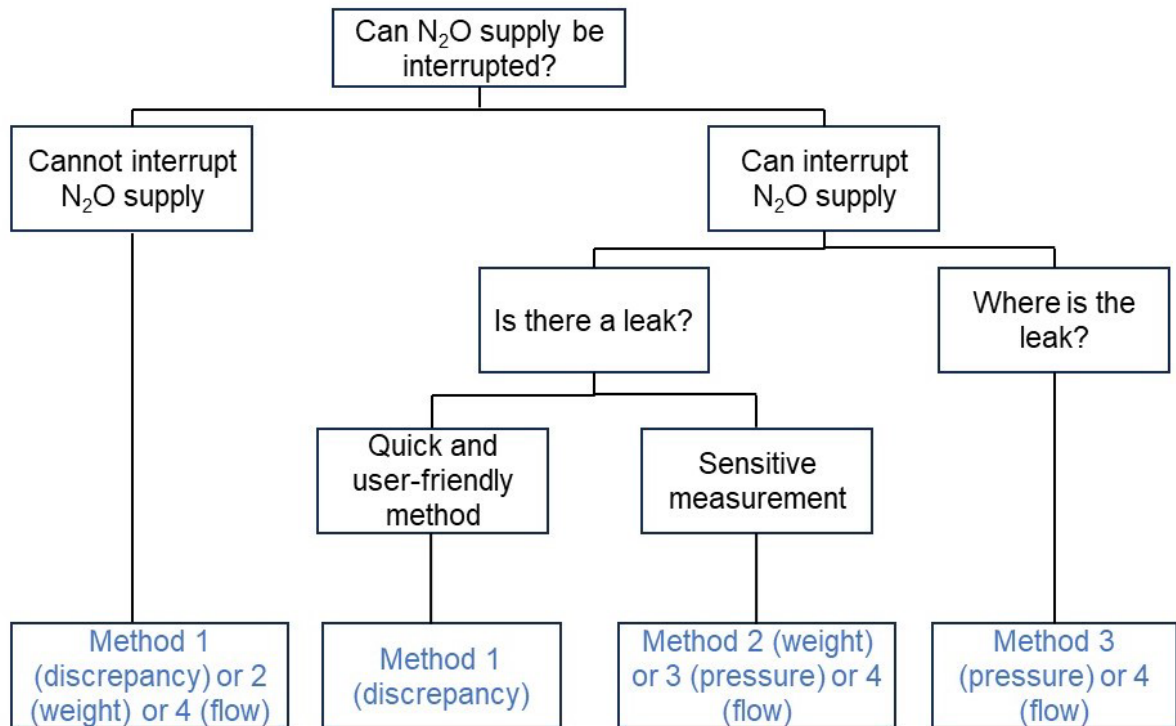 Can N₂O supply be
interrupted?
Cannot interrupt
N₂O supply
Can interrupt
N₂O supply
Is there a leak?
Where is the
leak?
Quick and
user-friendly
method
Sensitive
measurement
Method 1
(discrepancy) or 2
(weight) or 4 (flow)
Method 1
(discrepancy)
Method 2 (weight)
or 3 (pressure) or 4
(flow)
Method 3
(pressure) or 4
(flow)